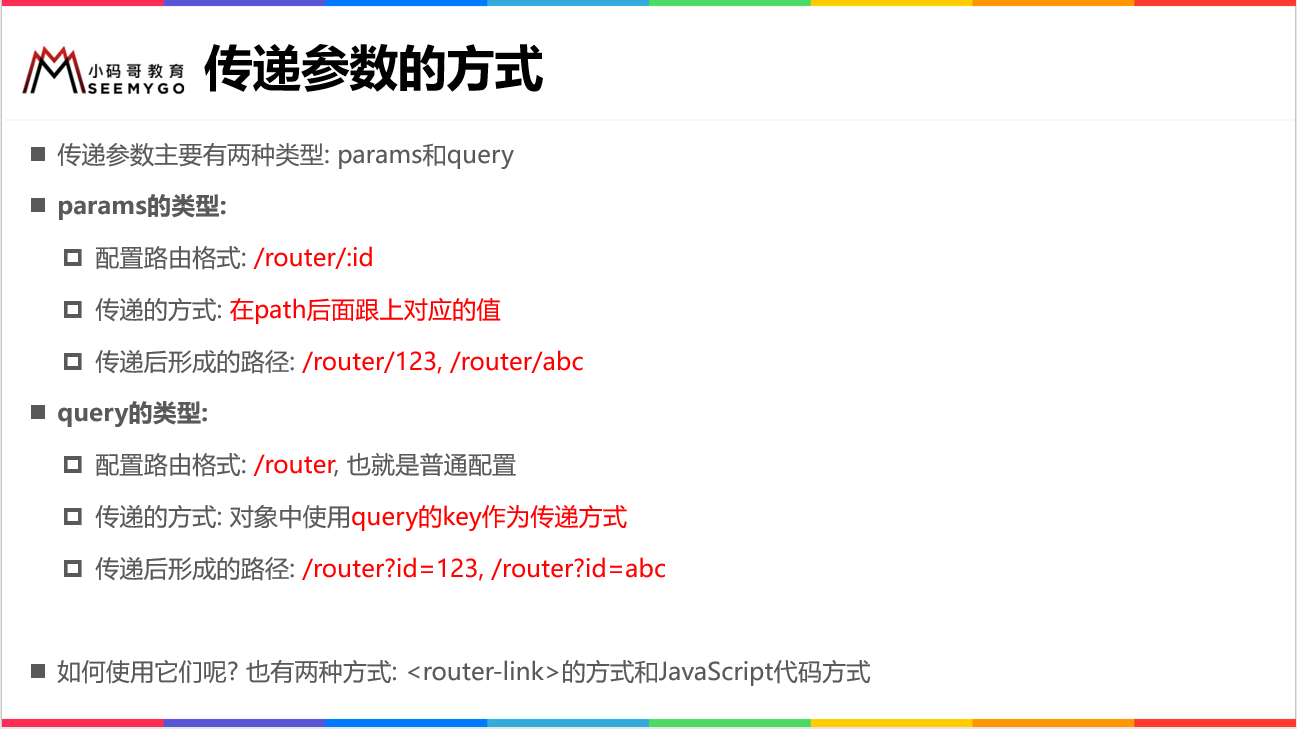 小码哥教育
SEEMYGO
传递参数的方式
传递参数主要有两种类型: params和query
params的类型:
配置路由格式: /router/:id
传递的方式: 在path后面跟上对应的值
传递后形成的路径: /router/123, /router/abc
query的类型:
配置路由格式: /router, 也就是普通配置
传递的方式: 对象中使用query的key作为传递方式
传递后形成的路径: /router?id=123, /router?id=abc
如何使用它们呢? 也有两种方式: <router-link>的方式和JavaScript代码方式